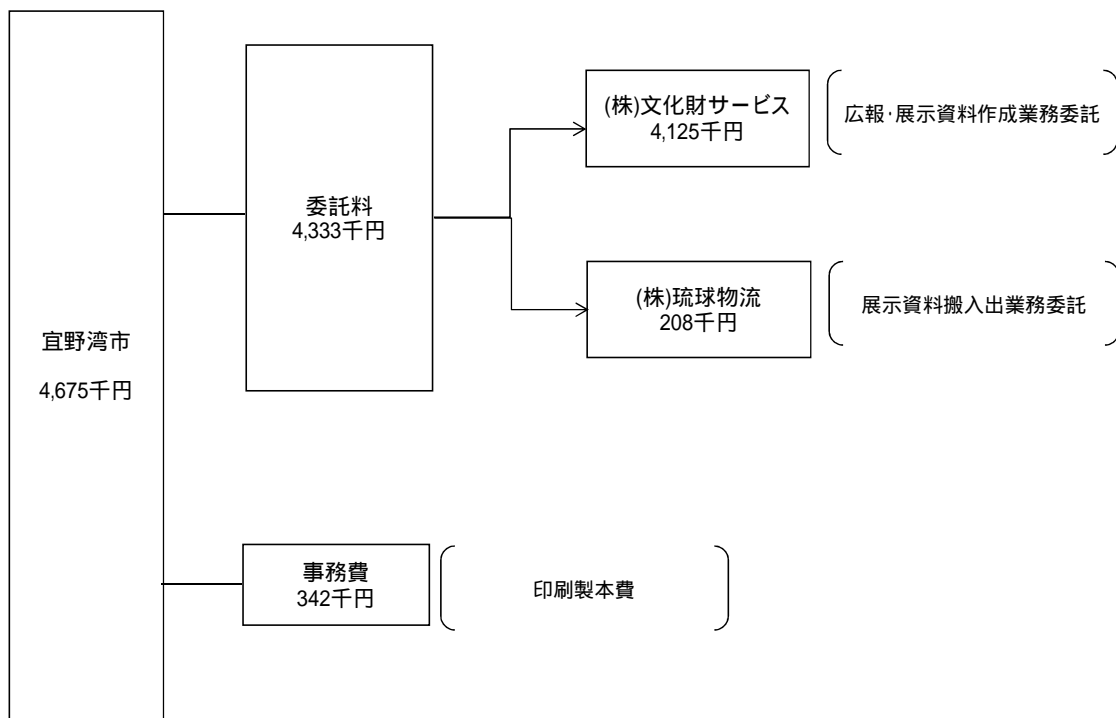 宜野湾市
4,675千円
委託料
4,333千円
(株)文化財サービス
4,125千円
広報・展示資料作成業務委託
(株)琉球物流
208千円
展示資料搬入出業務委託
事務費
342千円
印刷製本費